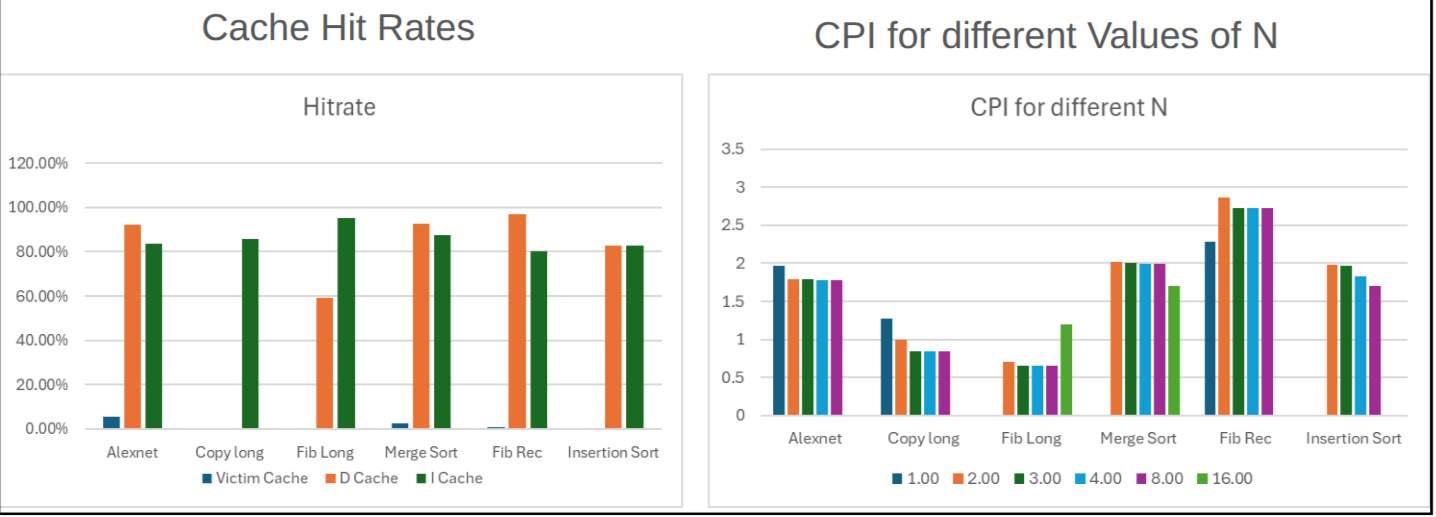 Cache Hit Rates
Hitrate
120.00%
100.00%
80.00%
60.00%
40.00%
20.00%
0.00%
Alexnet Copy long Fib Long Merge Sort Fib Rec Insertion Sort
Victim Cache D Cache I Cache
CPI for different Values of N
CPI for different N
3.5
3
2.5
2
1.5
1
0.5
0
Alexnet Copy long Fib Long Merge Sort Fib Rec Insertion Sort
1.00 2.00 3.00 4.00 8.00 16.00